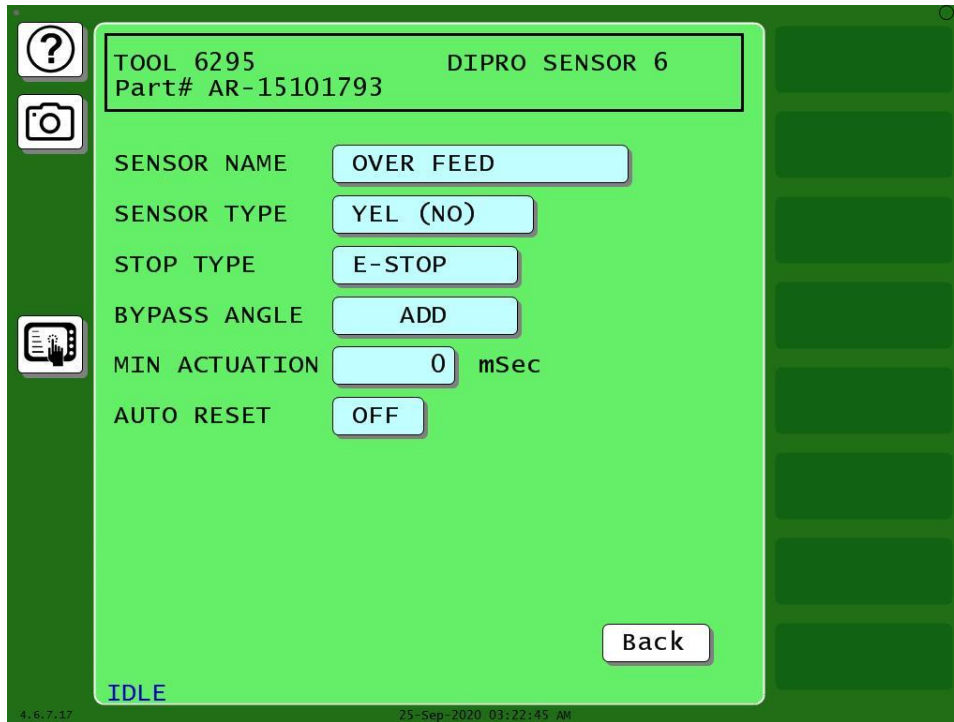 ?
TOOL 6295 DIPRO SENSOR 6
Part# AR-15101793
SENSOR NAME OVER FEED
SENSOR TYPE YEL (NO)
STOP TYPE E-STOP
BYPASS ANGLE ADD
MIN ACTUATION 0 mSec
AUTO RESET OFF
Back
IDLE
4.6.7.17 25-Sep-2020 03:22:45 AM